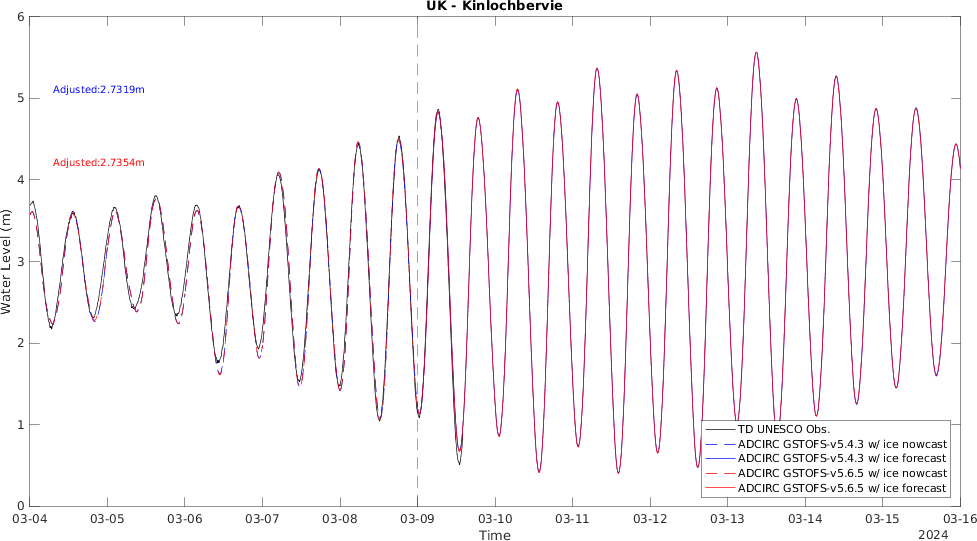 UK - Kinlochbervie
6
5
4
3
2
1
0
Water Level (m)
Adjusted:2.7319m
Adjusted:2.7354m
TD UNESCO Obs.
ADCIRC GSTOFS-v5.4.3 w/ ice nowcast
ADCIRC GSTOFS-v5.4.3 w/ ice forecast
ADCIRC GSTOFS-v5.6.5 w/ ice nowcast
ADCIRC GSTOFS-v5.6.5 w/ ice forecast
03-04 03-05 03-06 03-07 03-08 03-09 03-10 03-11 03-12 03-13 03-14 03-15 03-16
Time
2024